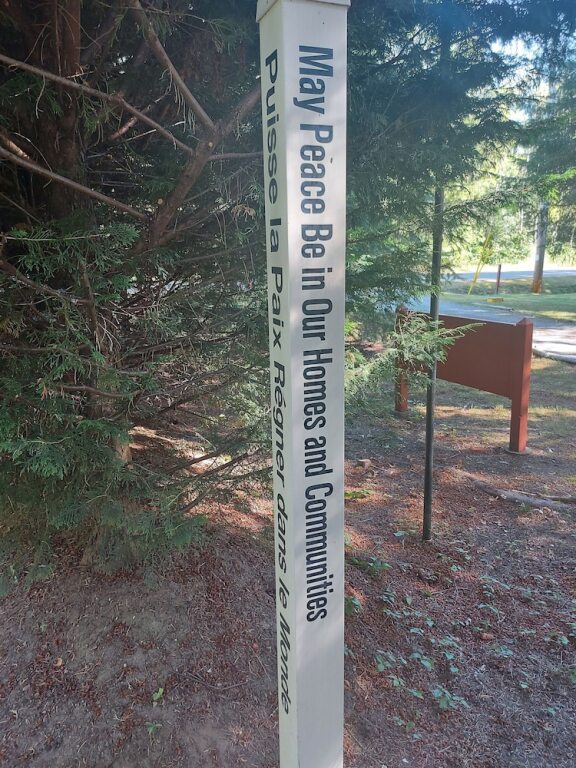 May Peace Be in Our Homes and Communities
Puisse la Paix Régner dans le Monde